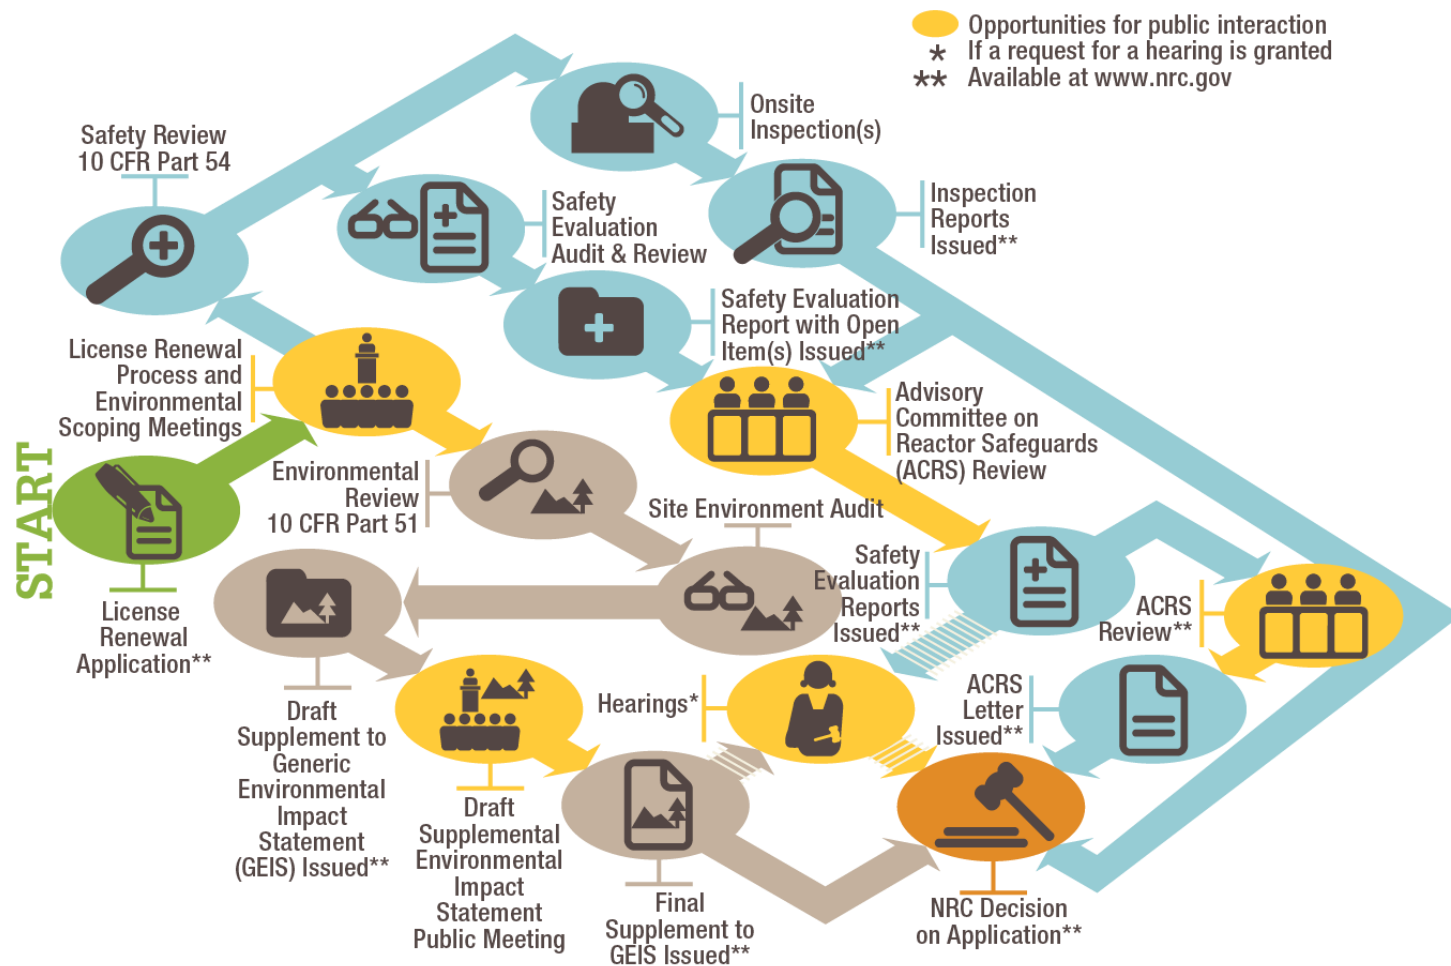 Opportunities for public interaction
* If a request for a hearing is granted
** Available at www.nrc.gov
Onsite
Inspection(s)
Safety Review
10 CFR Part 54
Safety
Evaluation
Audit & Review
Inspection
Reports
Issued**
Safety Evaluation
Report with Open
Item(s) Issued**
License Renewal
Process and
Environmental
Scoping Meetings
Advisory
Committee on
Reactor Safeguards
(ACRS) Review
START
Environmental
Review
10 CFR Part 51
Site Environment Audit
License
Renewal
Application**
Safety
Evaluation
Reports
Issued**
ACRS
Review**
Draft
Supplement to
Generic
Environmental
Impact
Statement
(GEIS) Issued**
Hearings*
ACRS
Letter
Issued**
Draft
Supplemental
Environmental
Impact
Statement
Public Meeting
Final
Supplement to
GEIS Issued**
NRC Decision
on Application**